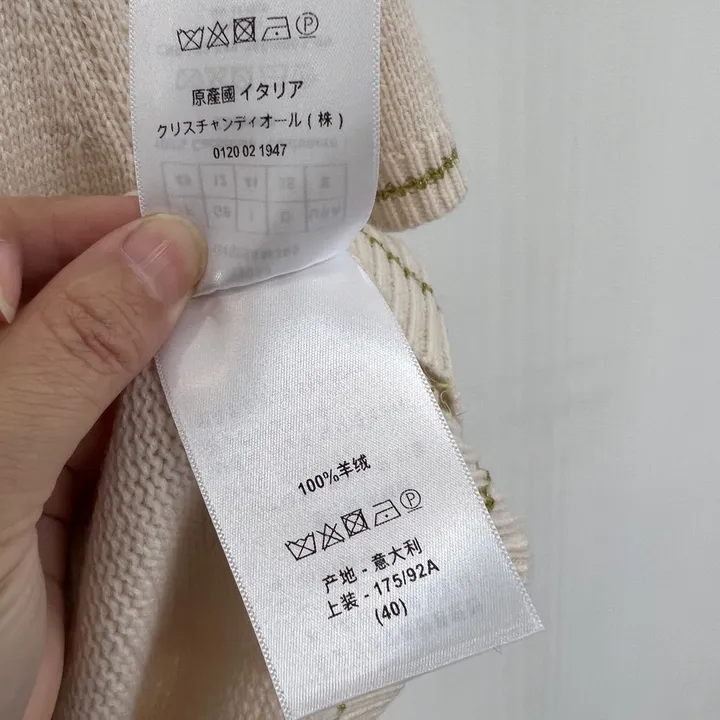 原産國イタリア
クリスチャンディオール(株)
0120 02 1947
100%羊绒
产地 - 意大利
上装 - 175/92A
(40)